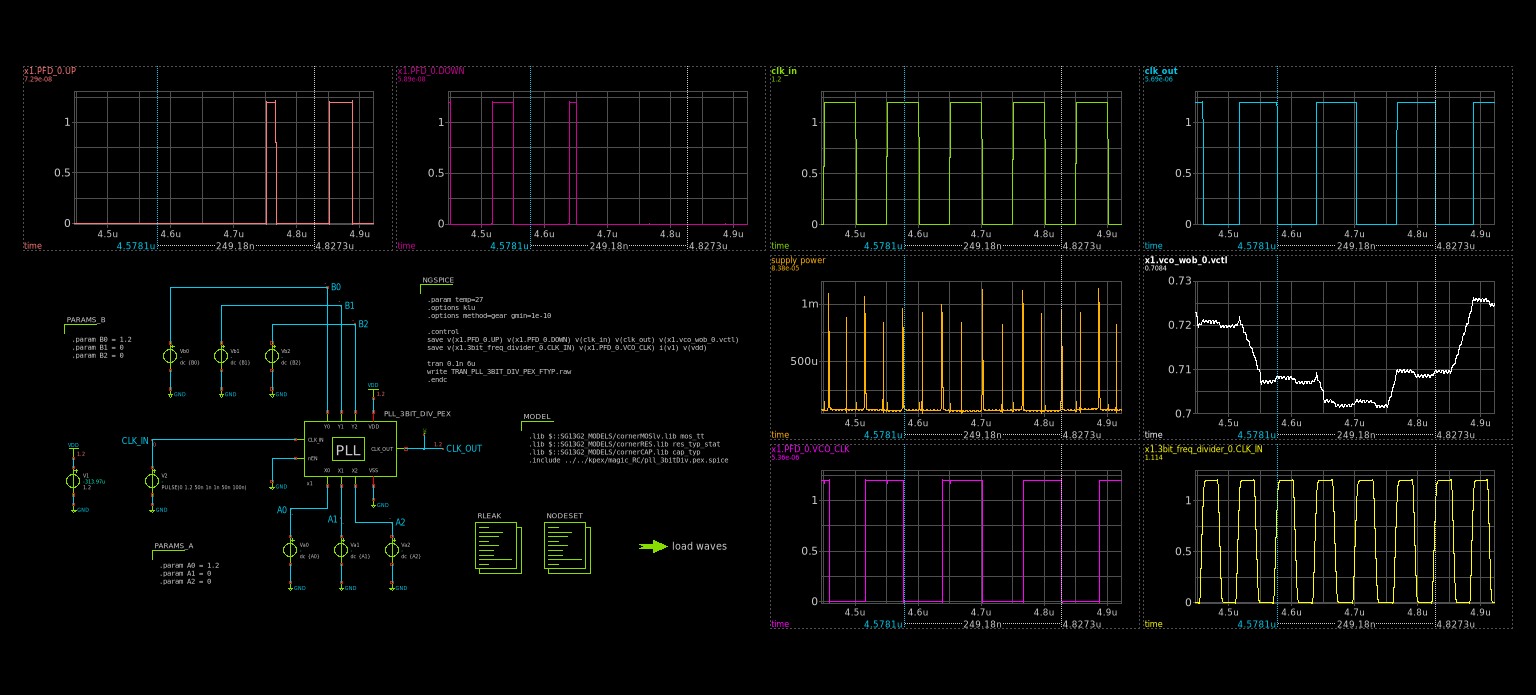 x1.PFD_0.UP
7.29e-08
1
0.5
0
4.5u 4.6u 4.7u 4.8u 4.9u
time 4.5781u 249.18n 4.8273u
x1.PFD_0.DOWN
1
0.5
0
4.5u 4.6u 4.7u 4.8u 4.9u
time 4.5781u 249.18n 4.8273u
clk_in
1.2
1
0.5
0
4.5u 4.6u 4.7u 4.8u 4.9u
time 4.5781u 249.18n 4.8273u
clk_out
5.69e-06
1
0.5
0
4.5u 4.6u 4.7u 4.8u 4.9u
time 4.5781u 249.18n 4.8273u
supply power
8.38e-05
1m
500u
4.5u 4.6u 4.7u 4.8u 4.9u
time 4.5781u 249.18n 4.8273u
x1.vco_wob_0.vctl
0.7084
0.73
0.72
0.71
0.7
4.5u 4.6u 4.7u 4.8u 4.9u
time 4.5781u 249.18n 4.8273u
x1.PFD_0.VCO_CLK
5.36e-06
1
0.5
0
4.5u 4.6u 4.7u 4.8u 4.9u
time 4.5781u 249.18n 4.8273u
x1.3bit_freq_divider_0.CLK_IN
1.114
1
0.5
0
4.5u 4.6u 4.7u 4.8u 4.9u
time 4.5781u 249.18n 4.8273u
PARAMS_B
.param B0 = 1.2
.param B1 = 0
.param B2 = 0
B0
B1
B2
Vb0
dc {B0}
GND
Vb1
dc {B1}
GND
Vb2
dc {B2}
GND
NGSPICE
.param temp=27
.options klu
.options method=gear gmin=1e-10
.control
save v(x1.PFD_0.UP) v(x1.PFD_0.DOWN) v(clk_in) v(clk_out) v(x1.vco_wob_0.vctl)
save v(x1.3bit_freq_divider_0.CLK_IN) v(x1.PFD_0.VCO_CLK) i(v1) v(vdd)
tran 0.1n 6u
write TRAN_PLL_3BIT_DIV_PEX_FTYP.raw
.endc
VDD
1.2
PLL_3BIT_DIV_PEX
Y0 Y1 Y2 VDD
CLK_IN
PLL
CLK_OUT
nEN
X0 X1 X2 VSS
x1
GND
GND
1.2
CLK_OUT
CLK_IN
VDD
1.2
V1
-313.97u
1.2
GND
V2
PULSE(0 1.2 50n 1n 1n 50n 100n)
GND
MODEL
.lib $::SG13G2_MODELS/cornerMOSlv.lib mos_tt
.lib $::SG13G2_MODELS/cornerRES.lib res_typ_stat
.lib $::SG13G2_MODELS/cornerCAP.lib cap_typ
.include ../../kpex/magic_RC/pll_3bitDiv.pex.spice
A0
A1
A2
Va0
dc {A0}
GND
Va1
dc {A1}
GND
Va2
dc {A2}
GND
PARAMS_A
.param A0 = 1.2
.param A1 = 0
.param A2 = 0
RLEAK
NODESET
load waves